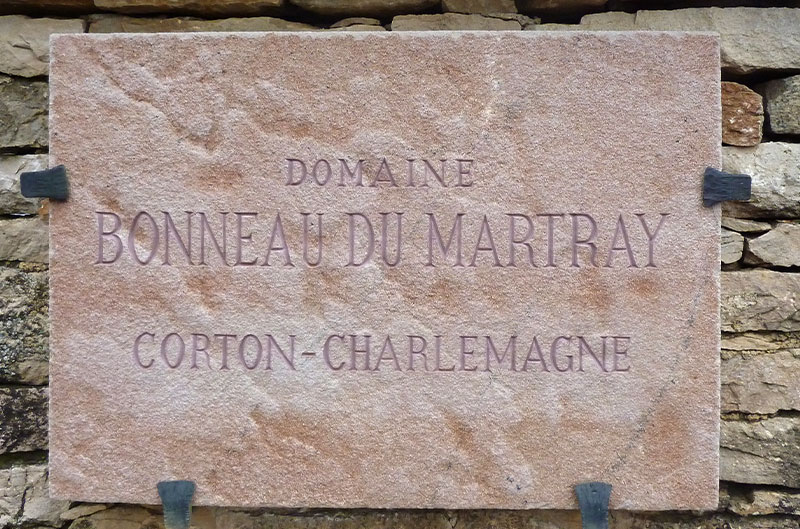 DOMAINE
BONNEAU DU MARTRAY
CORTON-CHARLEMAGNE